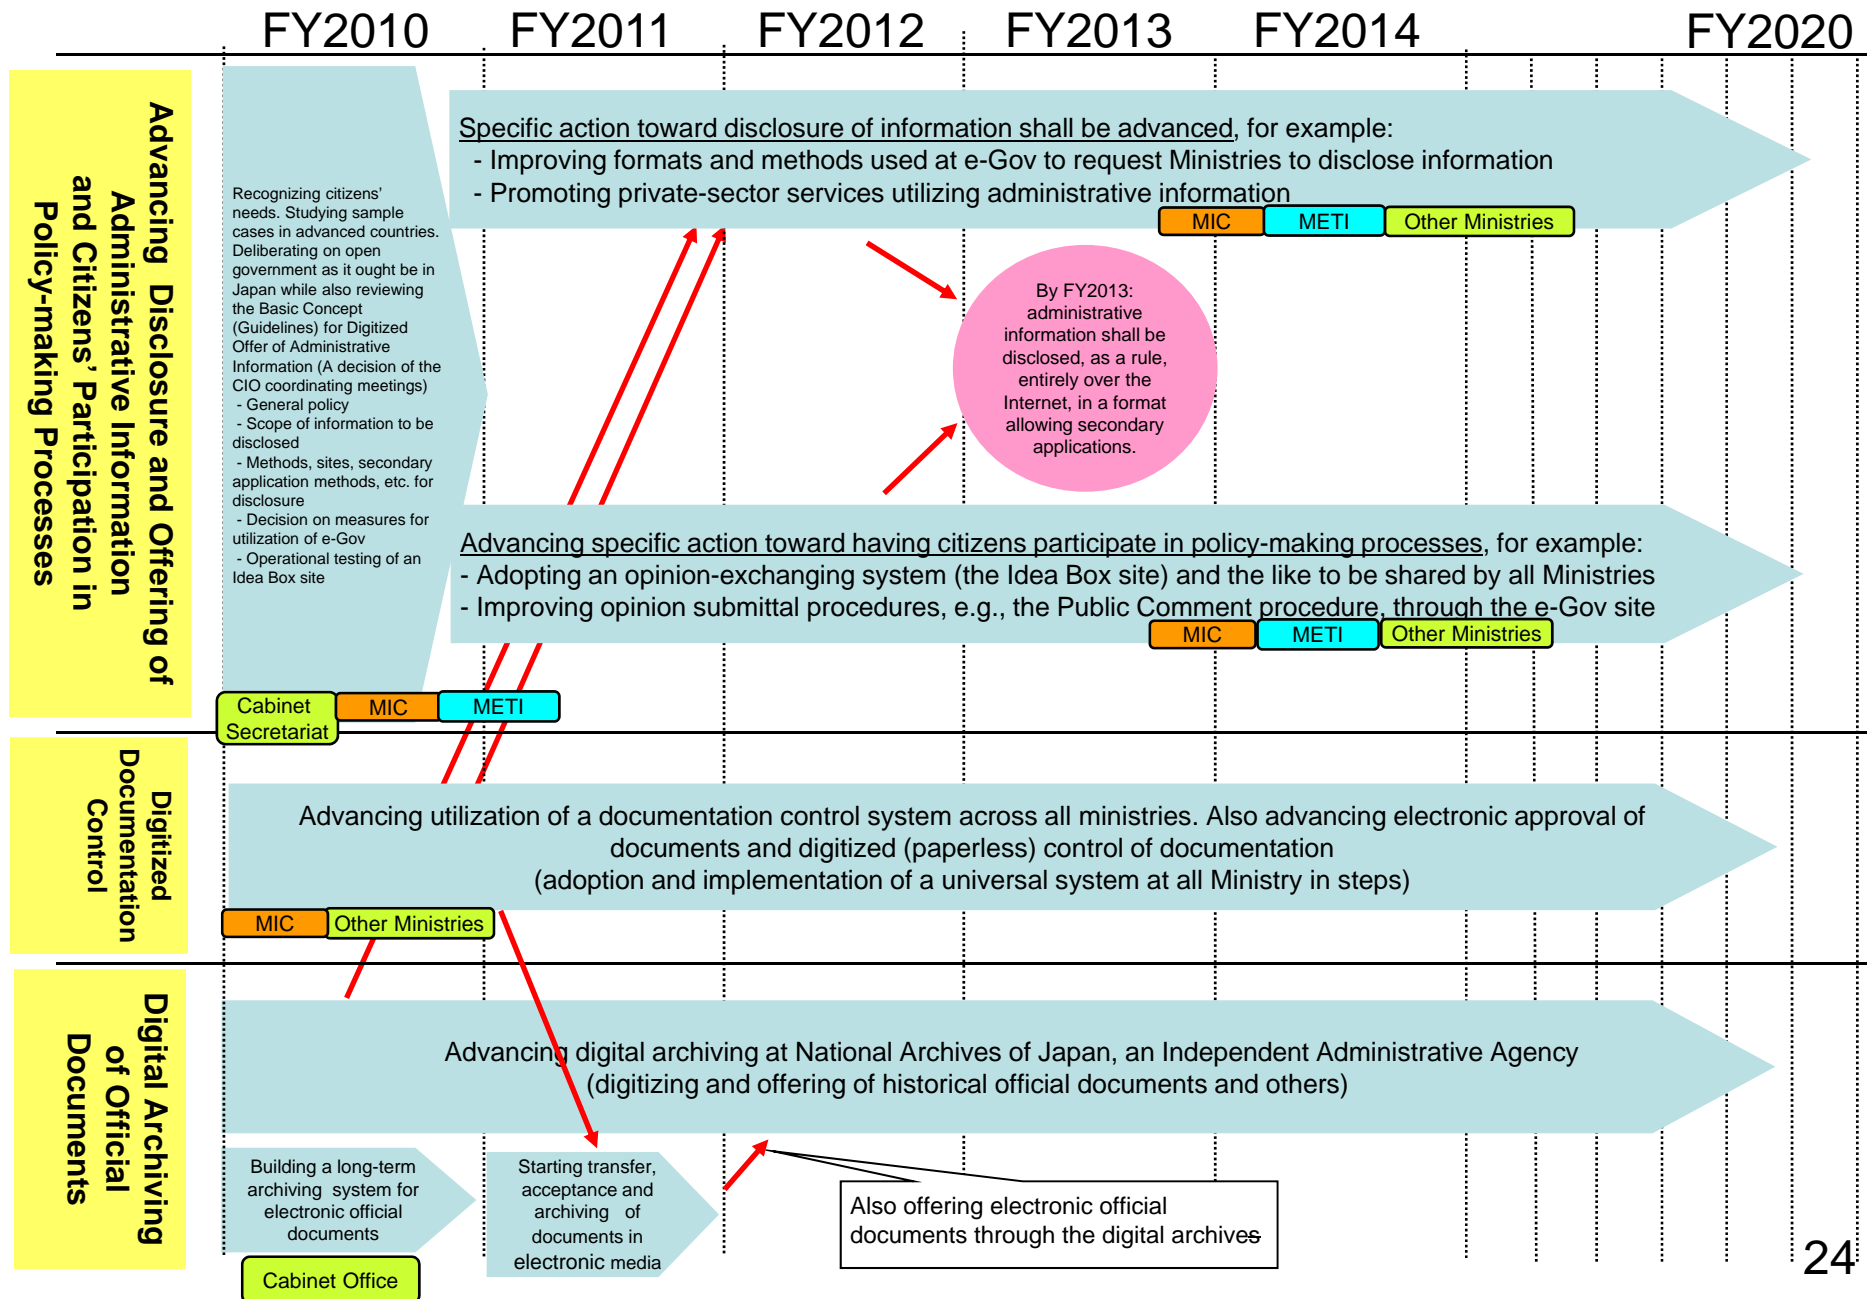 FY2010 FY2011 FY2012 FY2013 FY2014 FY2020
Advancing Disclosure and Offering of
Administrative Information
and Citizens' Participation in
Policy-making Processes
Recognizing citizens'
needs. Studying sample
cases in advanced countries.
Deliberating on open
government as it ought be in
Japan while also reviewing
the Basic Concept
(Guidelines) for Digitized
Offer of Administrative
Information (A decision of the
CIO coordinating meetings)
- General policy
- Scope of information to be
disclosed
- Methods, sites, secondary
application methods, etc. for
disclosure
- Decision on measures for
utilization of e-Gov
- Operational testing of an
Idea Box site
Cabinet
Secretariat
MIC
METI
Specific action toward disclosure of information shall be advanced, for example:
- Improving formats and methods used at e-Gov to request Ministries to disclose information
- Promoting private-sector services utilizing administrative information
MIC
METI
Other Ministries
By FY2013:
administrative
information shall be
disclosed, as a rule,
entirely over the
Internet, in a format
allowing secondary
applications.
Advancing specific action toward having citizens participate in policy-making processes, for example:
- Adopting an opinion-exchanging system (the Idea Box site) and the like to be shared by all Ministries
- Improving opinion submittal procedures, e.g., the Public Comment procedure, through the e-Gov site
MIC
METI
Other Ministries
Digitized
Documentation
Control
Advancing utilization of a documentation control system across all ministries. Also advancing electronic approval of
documents and digitized (paperless) control of documentation
(adoption and implementation of a universal system at all Ministry in steps)
MIC
Other Ministries
Digital Archiving
of Official
Documents
Advancing digital archiving at National Archives of Japan, an Independent Administrative Agency
(digitizing and offering of historical official documents and others)
Building a long-term
archiving system for
electronic official
documents
Cabinet Office
Starting transfer,
acceptance and
archiving of
documents in
electronic media
Also offering electronic official
documents through the digital archives
24